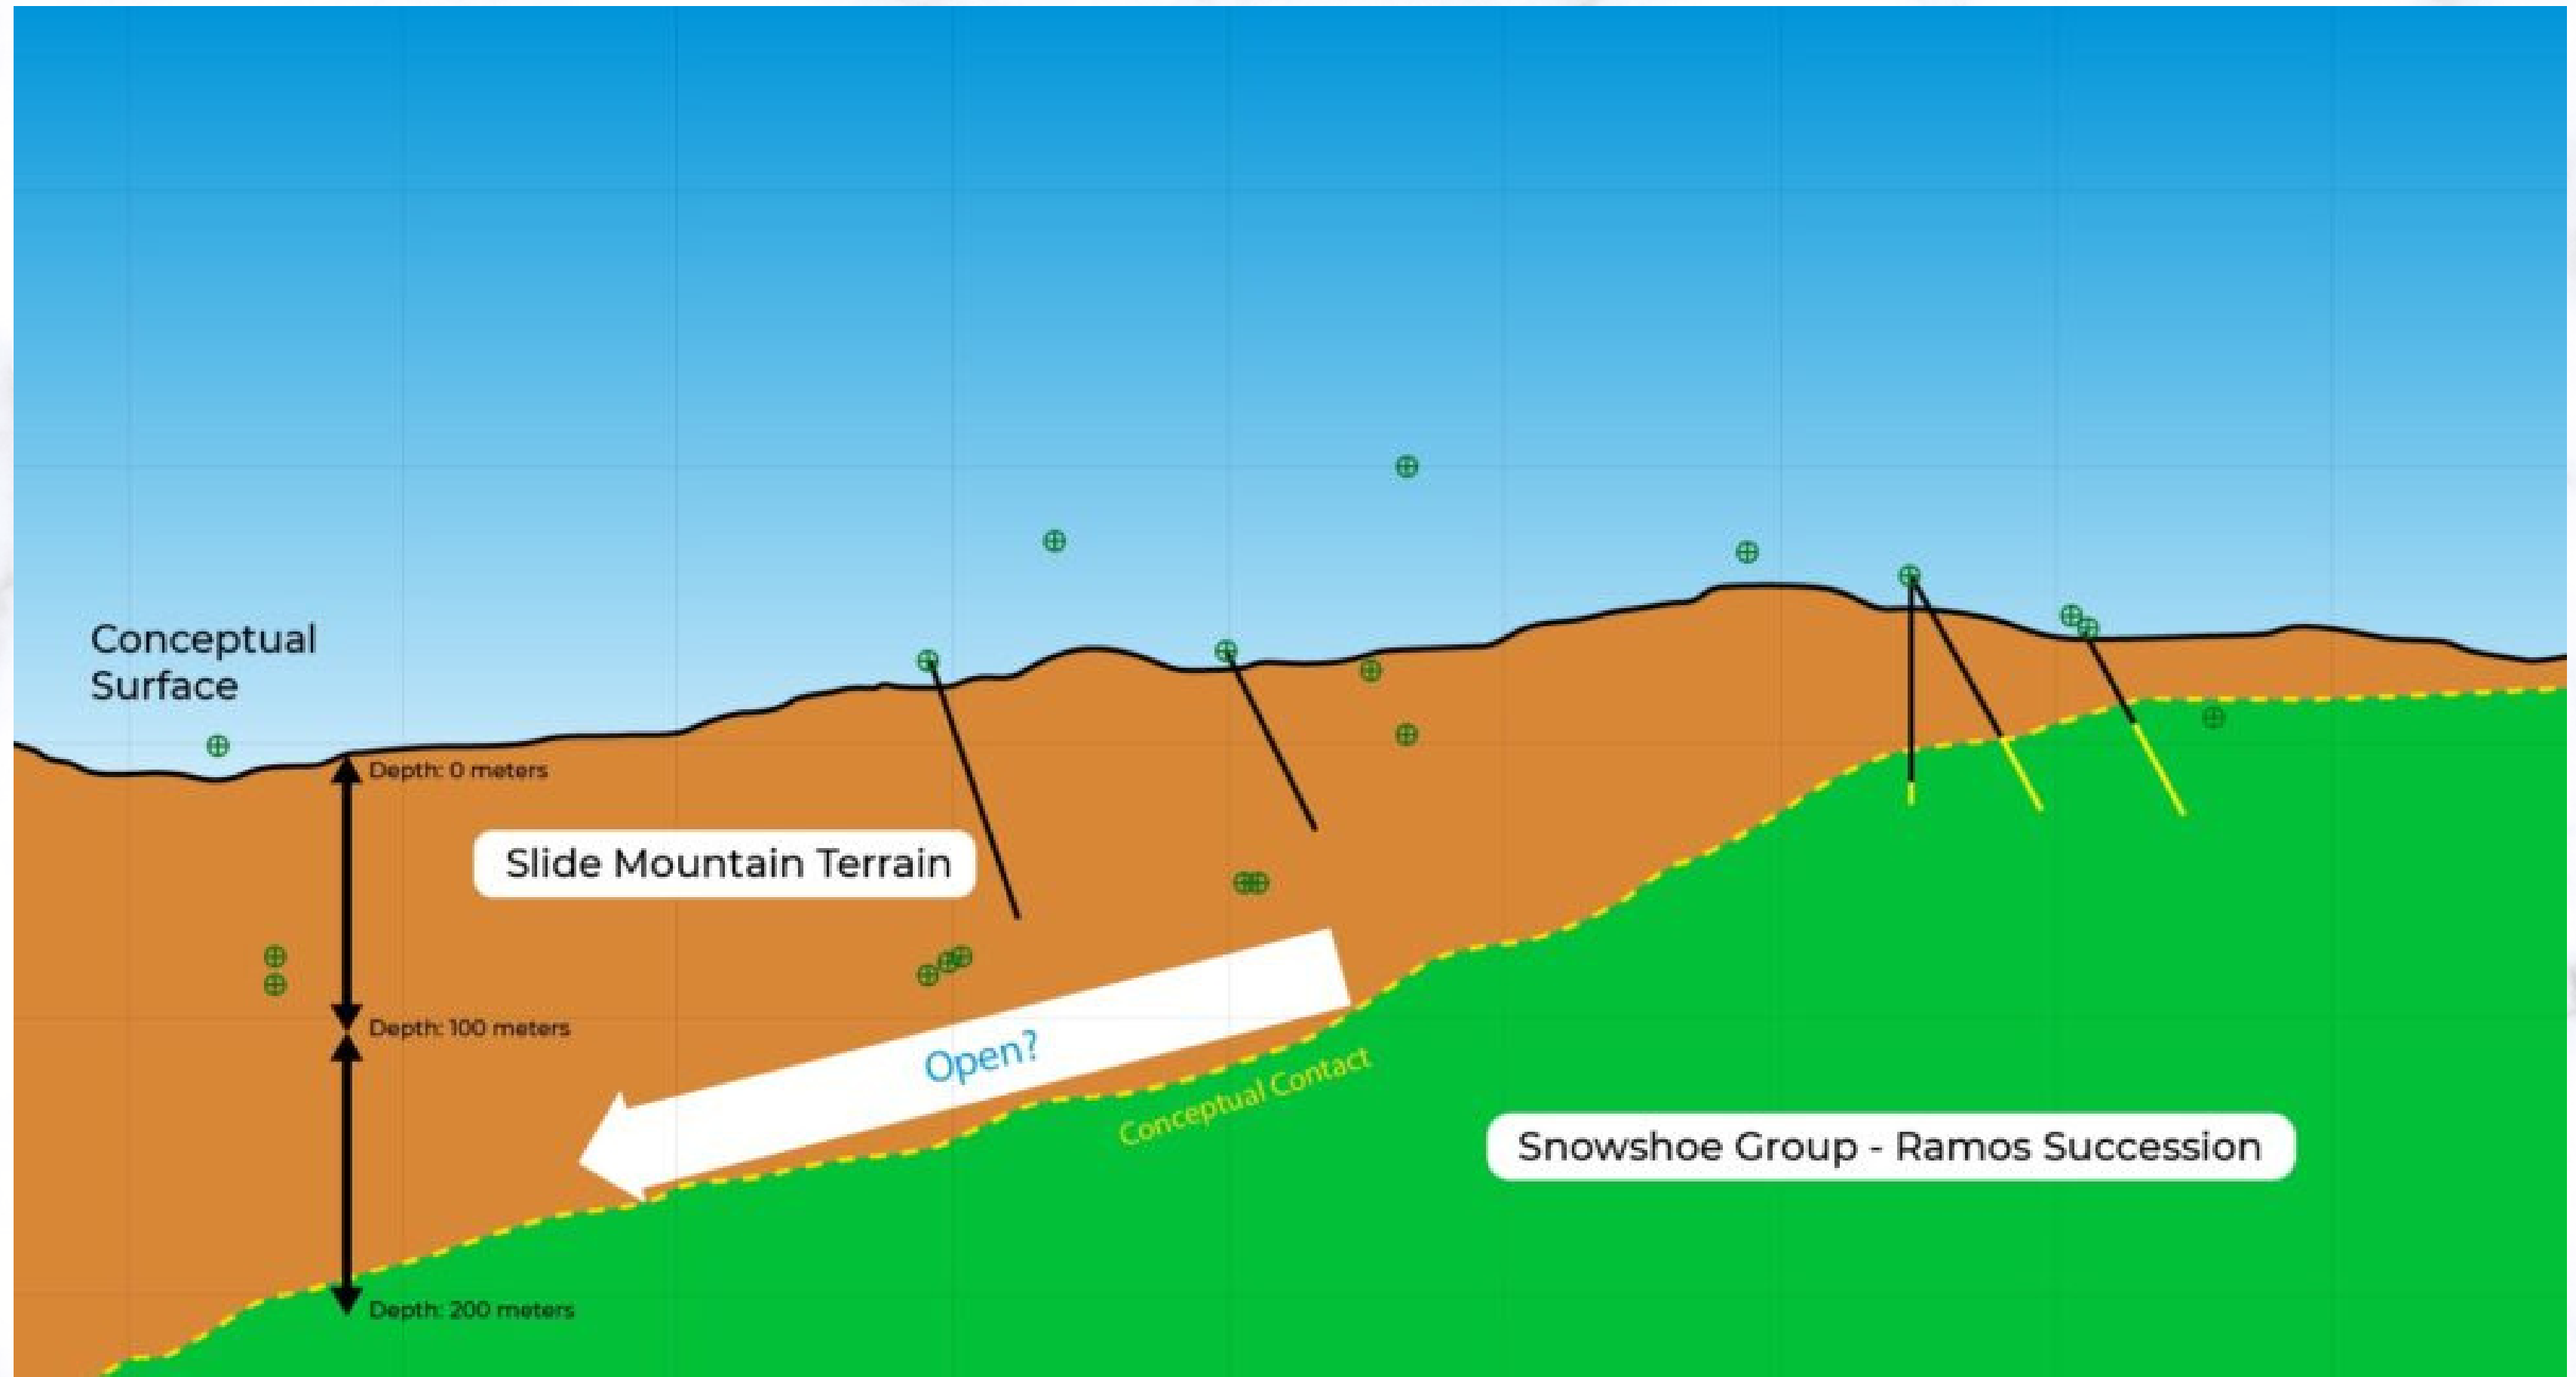 Conceptual
Surface
Depth: 0 meters
Slide Mountain Terrain
Depth: 100 meters
Open?
Conceptual Contact
Snowshoe Group - Ramos Succession
Depth: 200 meters